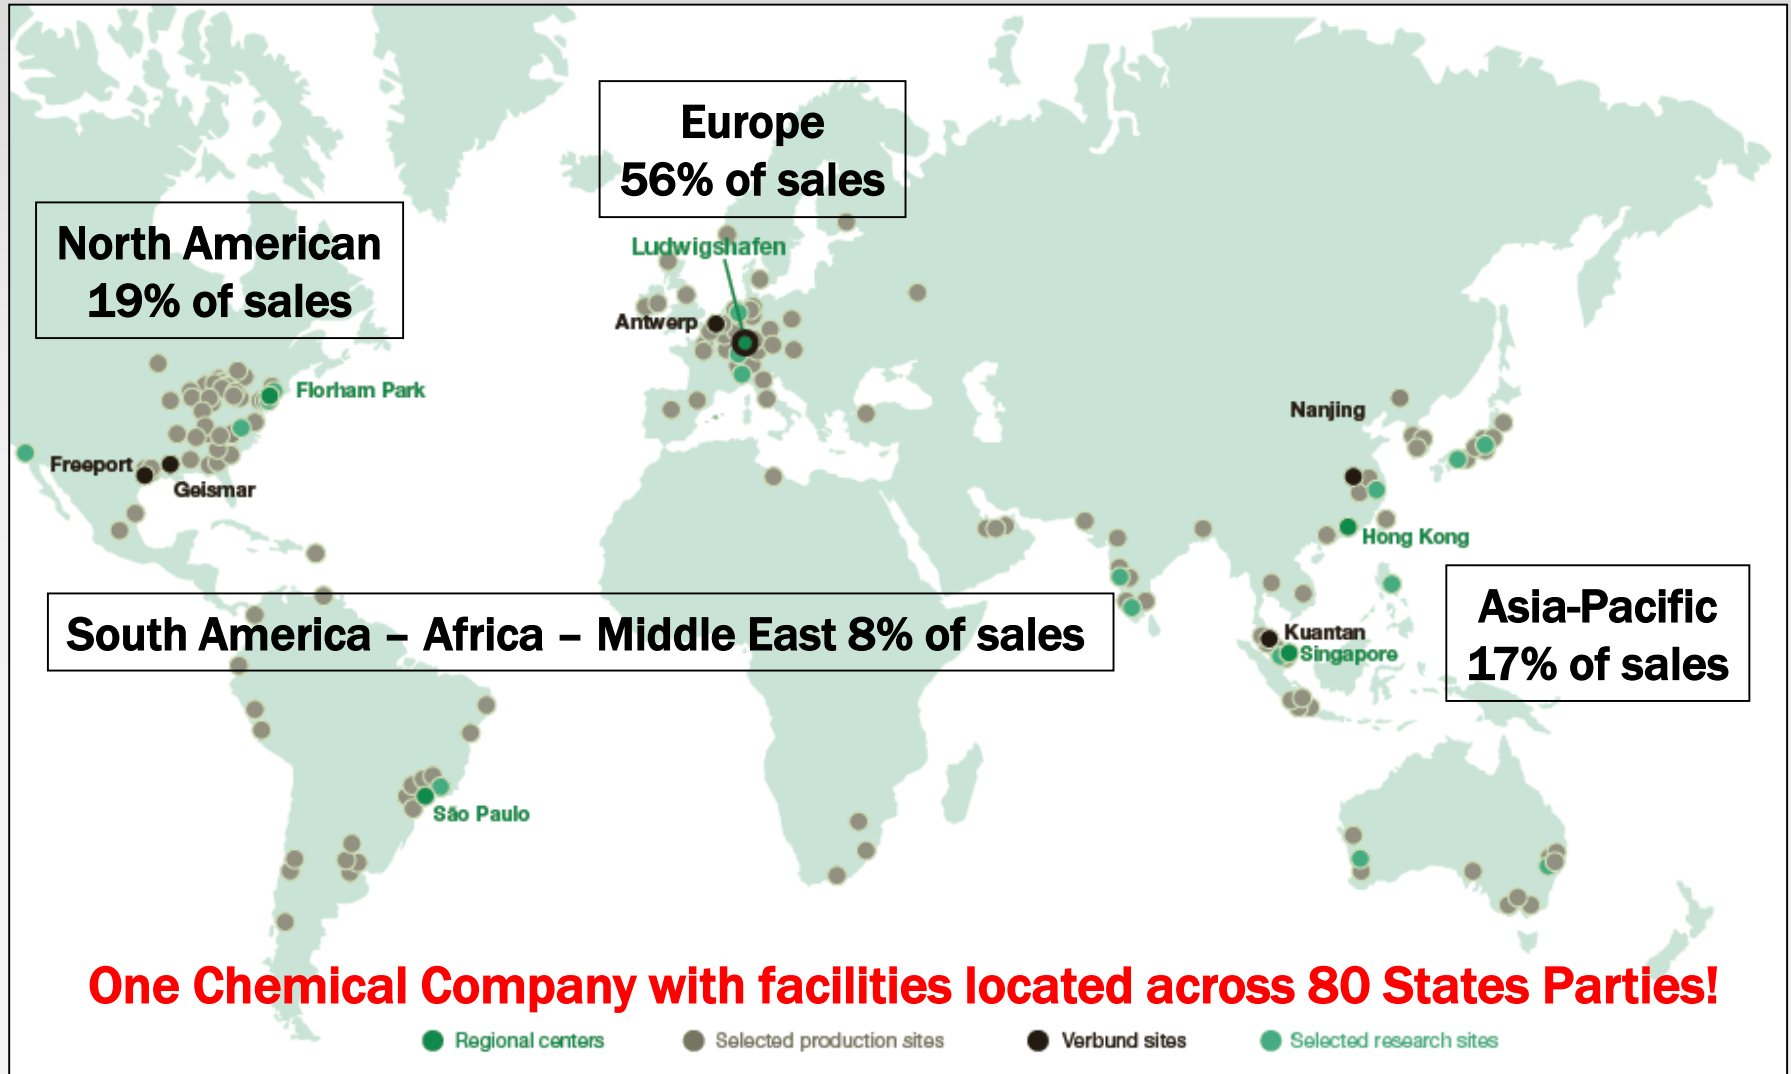 Europe
56% of sales
North American
19% of sales
Ludwigshafen
Antwerp
Florham Park
Freeport
Geismar
Nanjing
Hong Kong
Asia-Pacific
17% of sales
South America – Africa – Middle East 8% of sales
Kuantan
Singapore
São Paulo
One Chemical Company with facilities located across 80 States Parties!
Regional centers
Selected production sites
Verbund sites
Selected research sites